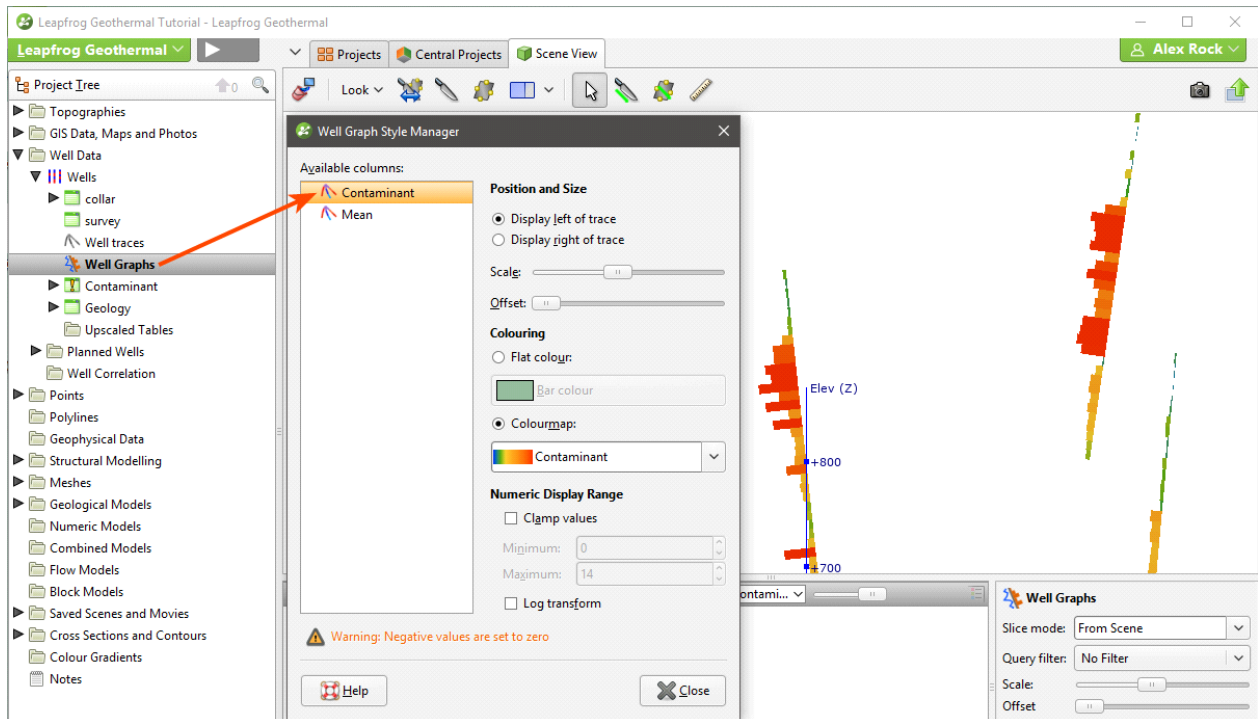 Leapfrog Geothermal Tutorial - Leapfrog Geothermal
Leapfrog Geothermal
Projects
Central Projects
Scene View
Alex Rock
Project Tree
0
Look
Topographies
GIS Data, Maps and Photos
Well Data
Wells
collar
survey
Well traces
Well Graphs
Contaminant
Geology
Upscaled Tables
Planned Wells
Well Correlation
Points
Polylines
Geophysical Data
Structural Modelling
Meshes
Geological Models
Numeric Models
Combined Models
Flow Models
Block Models
Saved Scenes and Movies
Cross Sections and Contours
Colour Gradients
Notes
Well Graph Style Manager
Available columns:
Contaminant
Mean
Position and Size
Display left of trace
Display right of trace
Scale:
Offset:
Colouring
Flat colour:
Bar colour
Colourmap:
Contaminant
Numeric Display Range
Clamp values
Minimum: 0
Maximum: 14
Log transform
Warning: Negative values are set to zero
Help
Close
Elev (Z)
+800
+700
ontami...
Well Graphs
Slice mode: From Scene
Query filter: No Filter
Scale:
Offset